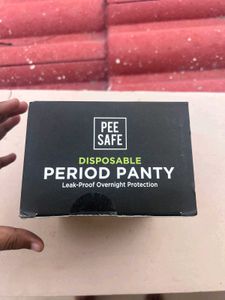 PEE
SAFE
DISPOSABLE
PERIOD PANTY
Leak-Proof Overnight Protection